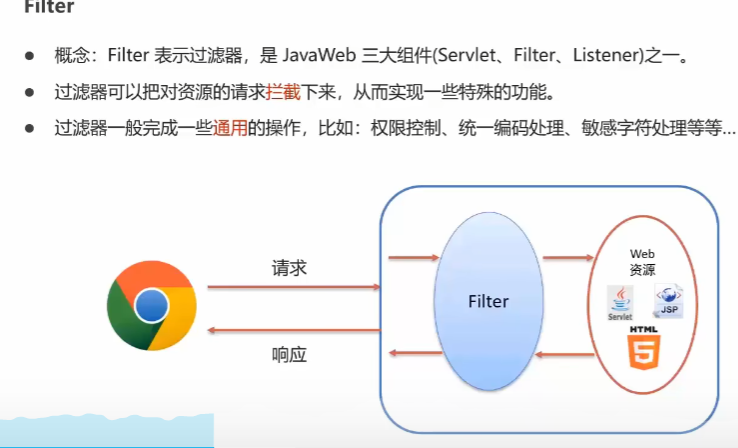 Filter
● 概念：Filter 表示过滤器，是 JavaWeb 三大组件(Servlet、Filter、Listener)之一。
● 过滤器可以把对资源的请求拦截下来，从而实现一些特殊的功能。
● 过滤器一般完成一些通用的操作，比如：权限控制、统一编码处理、敏感字符处理等等…
请求
响应
Filter
Web
资源
Servlet
JSP
HTML
5